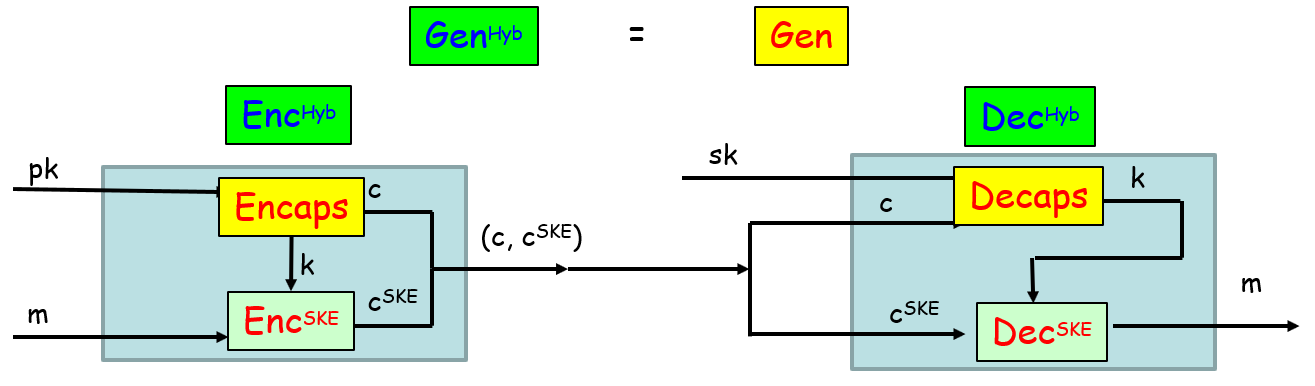 Gen^Hyb = Gen
Enc^Hyb
Dec^Hyb
pk
Encaps
c
k
m
Enc^SKE
c^SKE
(c, c^SKE)
sk
Decaps
k
c
c^SKE
Dec^SKE
m